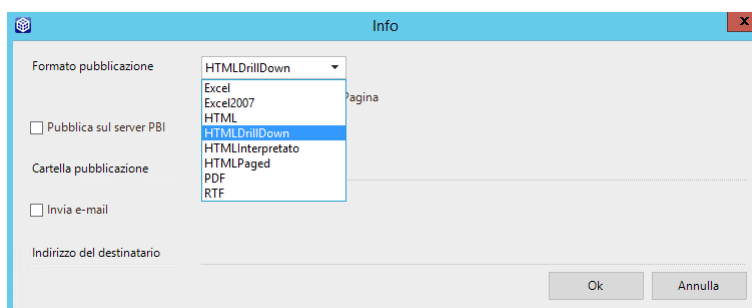 Info
x
Formato pubblicazione
HTMLDrillDown
Excel
Excel2007
Pagina
HTML
Pubblica sul server PBI
HTMLDrillDown
HTMLInterpretato
HTMLPaged
Cartella pubblicazione
PDF
RTF
Invia e-mail
Indirizzo del destinatario
Ok Annulla